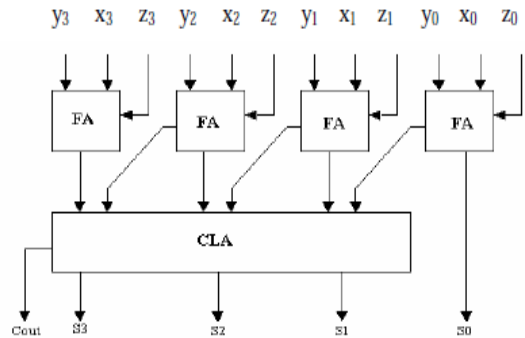 y3 x3 z3 y2 x2 z2 y1 x1 z1 y0 x0 z0
FA FA FA FA
CLA
Cout S3 S2 S1 S0